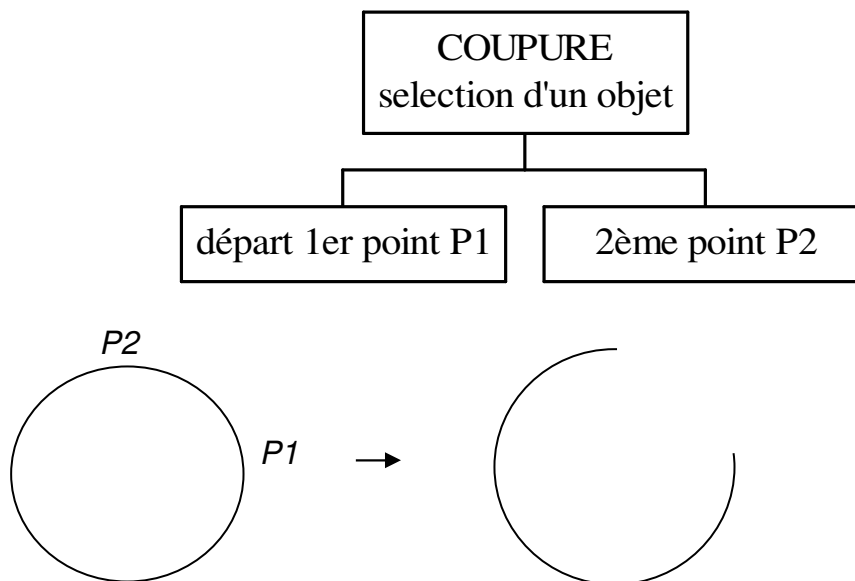 COUPURE
selection d'un objet
départ 1er point P1
2ème point P2
P2
P1